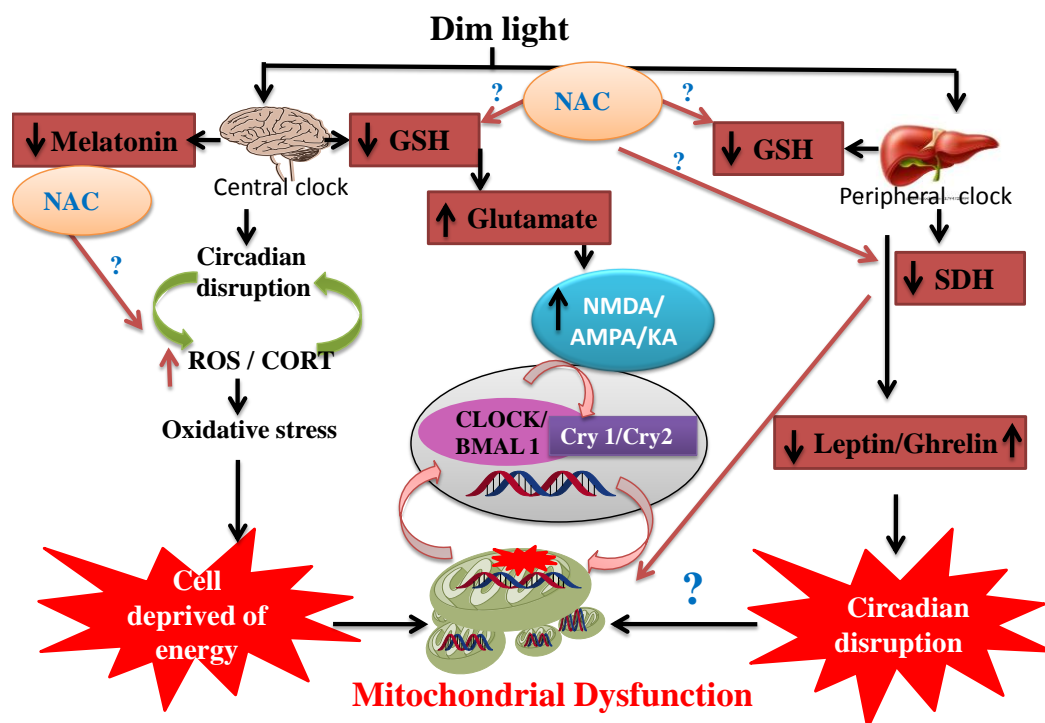 Dim light
?
NAC
?
Melatonin
GSH
?
GSH
NAC
Central clock
Peripheral clock
Glutamate
?
Circadian
disruption
SDH
NMDA/
AMPA/KA
ROS / CORT
CLOCK/
BMAL 1
Cry 1/Cry2
Oxidative stress
Leptin/Ghrelin
Cell
deprived of
energy
?
Circadian
disruption
Mitochondrial Dysfunction